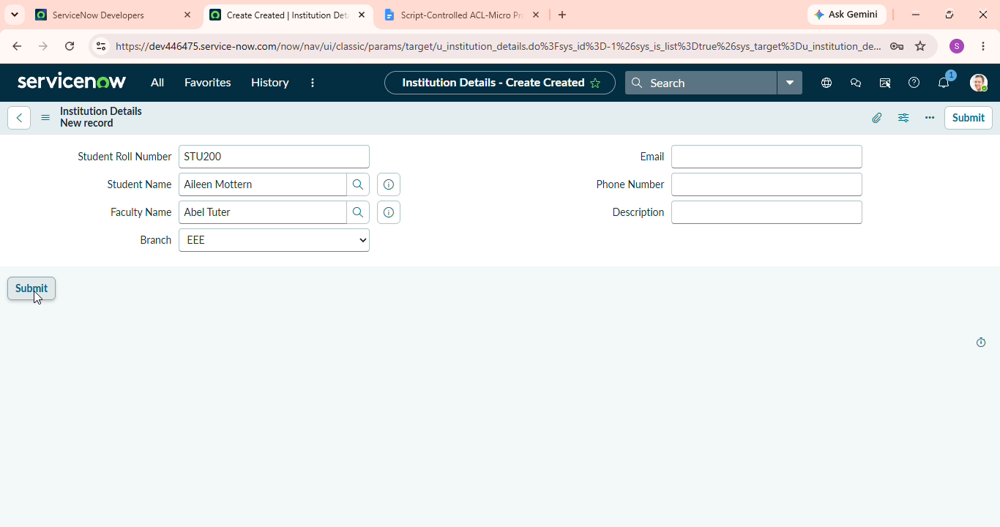 ServiceNow Developers
Create Created | Institution Det
Script-Controlled ACL-Micro Pr
Ask Gemini
https://dev446475.service-now.com/now/nav/ui/classic/params/target/u_institution_details.do%3Fsys_id%3D-1%26sys_is_list%3Dtrue%26sys_target%3Du_institution_de...
S
servicenow
All
Favorites
History
Institution Details - Create Created
Search
1
Institution Details
New record
Submit
Student Roll Number
STU200
Email
Student Name
Aileen Mottern
Phone Number
Faculty Name
Abel Tuter
Description
Branch
EEE
Submit